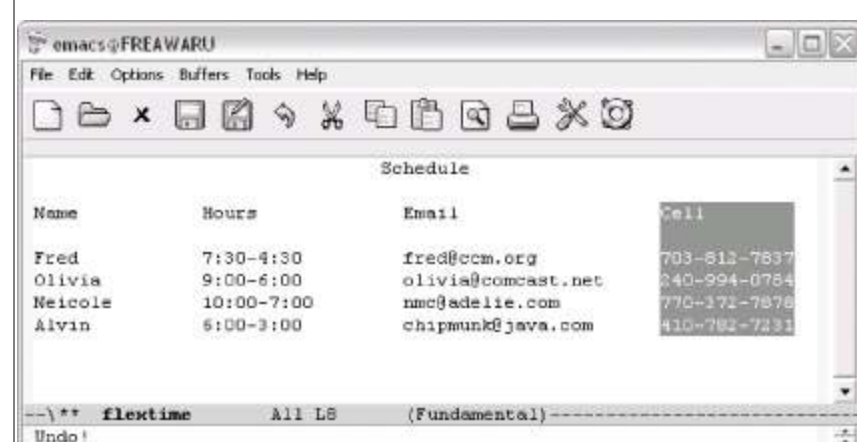 emacs@FREAWARU
File Edit Options Buffers Tools Help
Schedule
Name Hours Email Cell
Fred 7:30-4:30 fred@ccm.org 703-812-7837
Olivia 9:00-6:00 olivia@comcast.net 240-994-0784
Neicole 10:00-7:00 nmc@adelie.com 770-372-7878
Alvin 6:00-3:00 chipmunk@java.com 410-782-7231
--\** flextime All L8 (Fundamental)--------------------------
Undo!